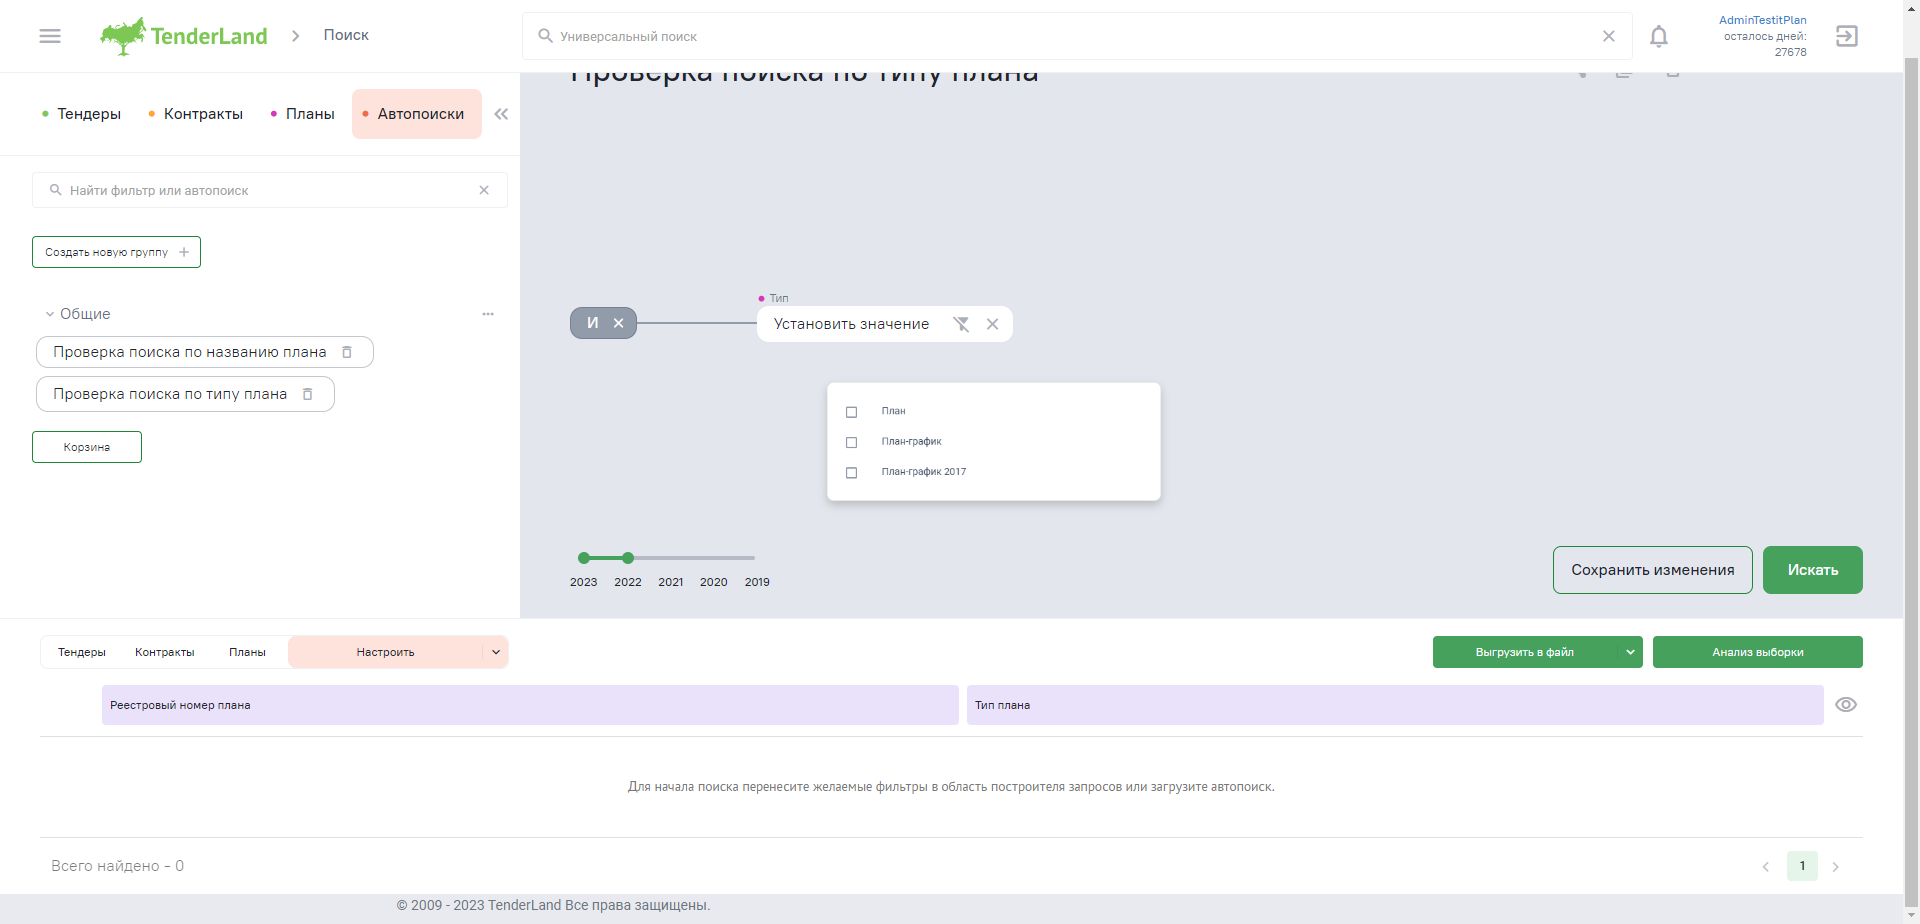 TenderLand
Поиск
Универсальный поиск
AdminTestitPlan
осталось дней:
27678
Тендеры
Контракты
Планы
Автопоиски
Проверка поиска по типу плана
Найти фильтр или автопоиск
Создать новую группу
Общие
Проверка поиска по названию плана
Проверка поиска по типу плана
Корзина
И
Тип
Установить значение
План
План-график
План-график 2017
2023 2022 2021 2020 2019
Сохранить изменения
Искать
Тендеры
Контракты
Планы
Настроить
Выгрузить в файл
Анализ выборки
Реестровый номер плана
Тип плана
Для начала поиска перенесите желаемые фильтры в область построителя запросов или загрузите автопоиск.
Всего найдено - 0
1
© 2009 - 2023 TenderLand Все права защищены.